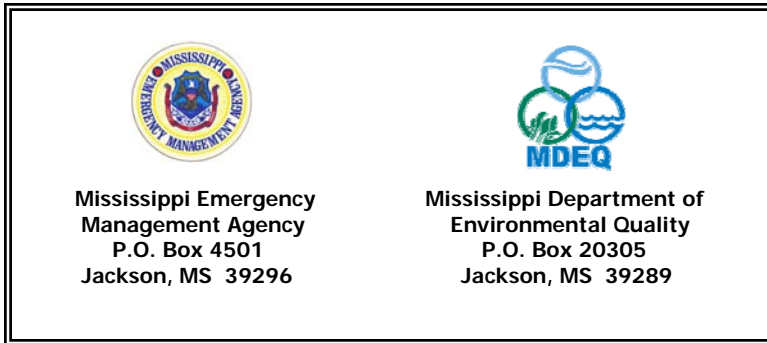 MISSISSIPPI
EMERGENCY MANAGEMENT AGENCY
MDEQ
Mississippi Emergency
Management Agency
P.O. Box 4501
Jackson, MS 39296
Mississippi Department of
Environmental Quality
P.O. Box 20305
Jackson, MS 39289